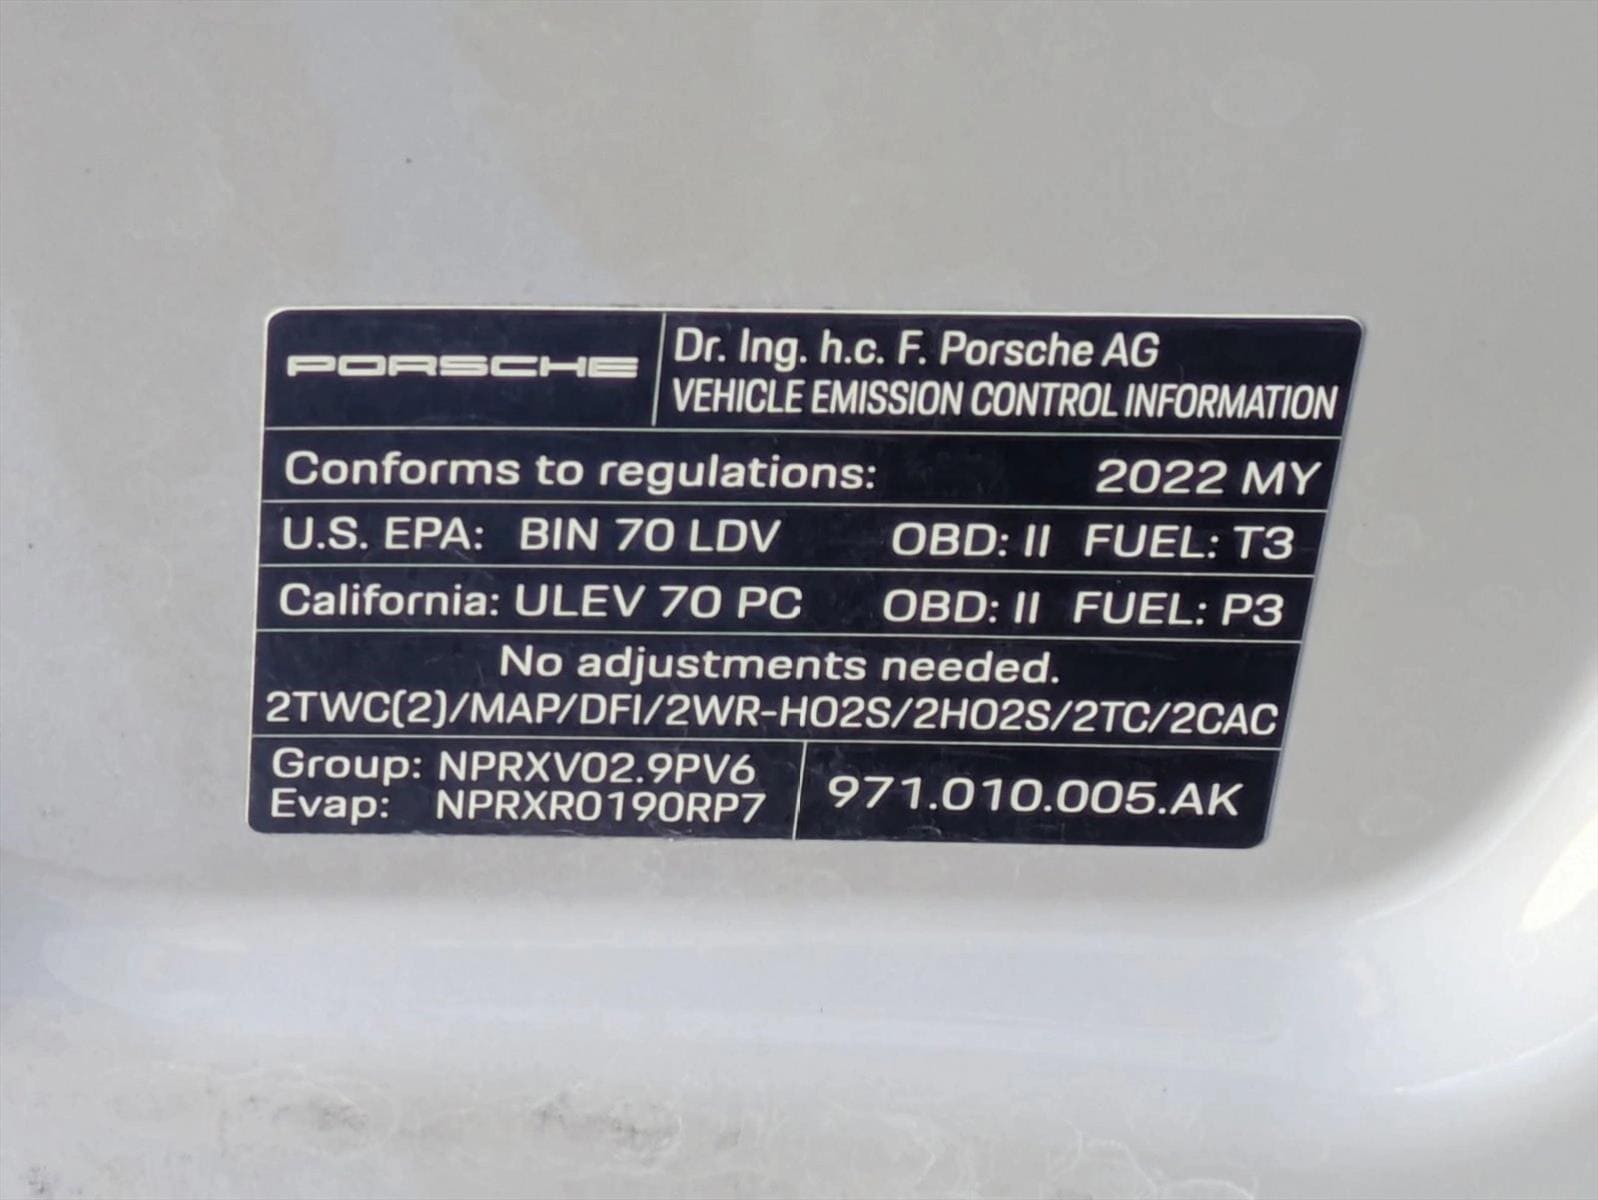 PORSCHE
Dr. Ing. h.c. F. Porsche AG
VEHICLE EMISSION CONTROL INFORMATION
Conforms to regulations: 2022 MY
U.S. EPA: BIN 70 LDV OBD: II FUEL: T3
California: ULEV 70 PC OBD: II FUEL: P3
No adjustments needed.
2TWC(2)/MAP/DFI/2WR-HO2S/2HO2S/2TC/2CAC
Group: NPRXV02.9PV6
Evap: NPRXR0190RP7
971.010.005.AK